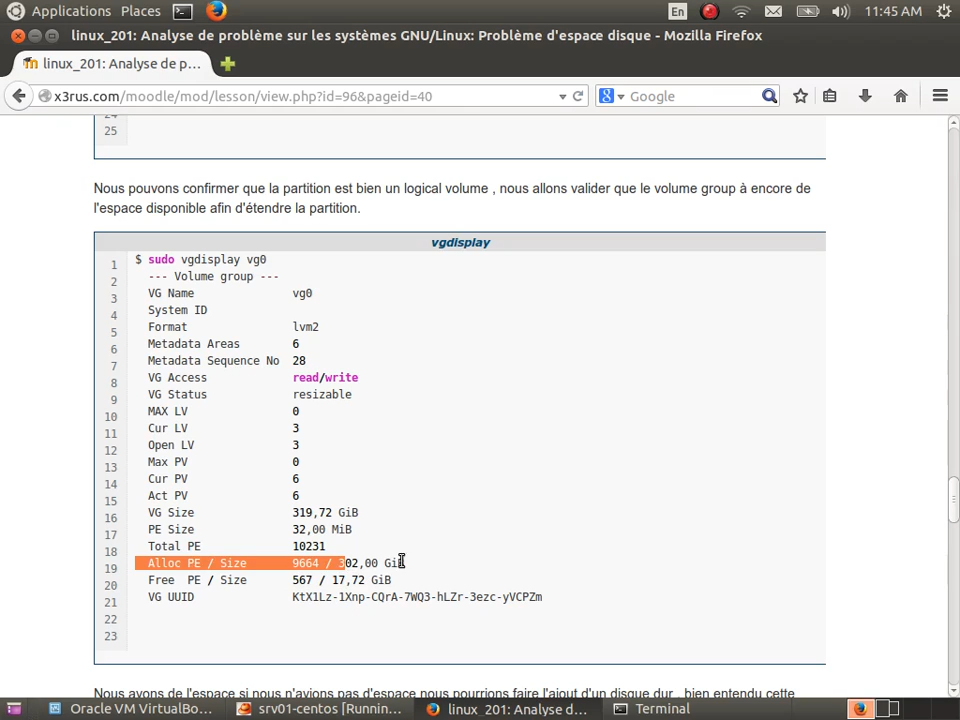 Applications Places En 11:45 AM
linux_201: Analyse de problème sur les systèmes GNU/Linux: Problème d'espace disque - Mozilla Firefox
linux_201: Analyse de p...
x3rus.com/moodle/mod/lesson/view.php?id=96&pageid=40 Google
25
Nous pouvons confirmer que la partition est bien un logical volume , nous allons valider que le volume group à encore de
l'espace disponible afin d'étendre la partition.
vgdisplay
1 $ sudo vgdisplay vg0
2 --- Volume group ---
3 VG Name vg0
4 System ID
5 Format lvm2
6 Metadata Areas 6
7 Metadata Sequence No 28
8 VG Access read/write
9 VG Status resizable
10 MAX LV 0
11 Cur LV 3
12 Open LV 3
13 Max PV 0
14 Cur PV 6
15 Act PV 6
16 VG Size 319,72 GiB
17 PE Size 32,00 MiB
18 Total PE 10231
19 Alloc PE / Size 9664 / 302,00 GiB
20 Free PE / Size 567 / 17,72 GiB
21 VG UUID KtX1Lz-1Xnp-CQrA-7WQ3-hLZr-3ezc-yVCPZm
22
23
Nous avons de l'espace si nous n'avions pas d'espace nous pourrions faire l'ajout d'un disque dur , bien entendu cette
Oracle VM VirtualBo... srv01-centos [Runnin... linux_201: Analyse d... Terminal